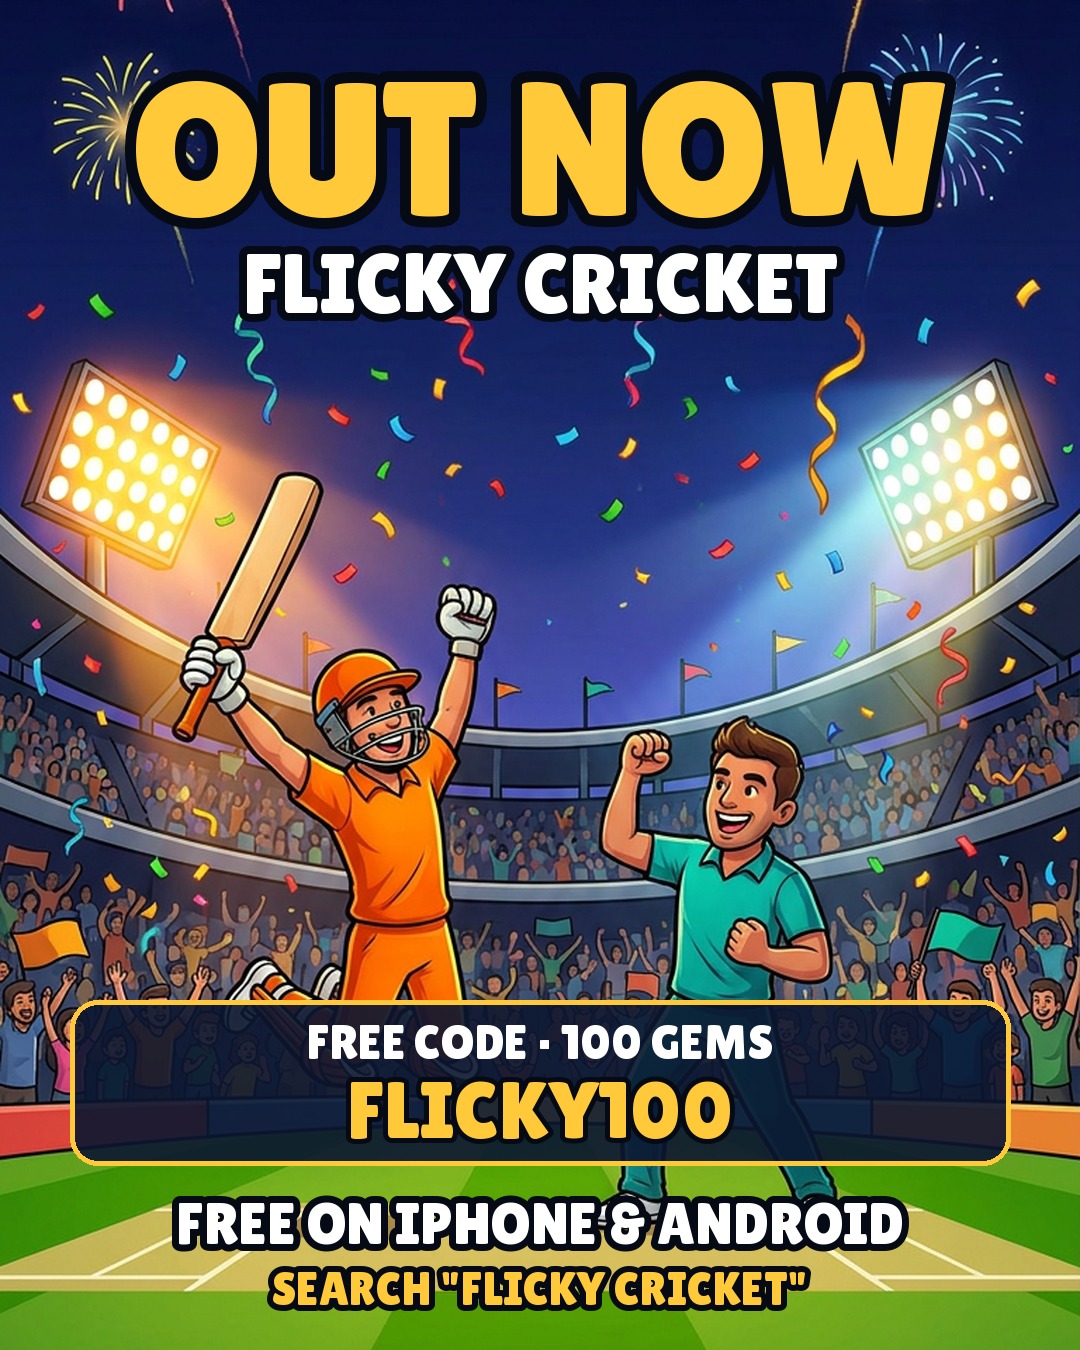 OUT NOW
FLICKY CRICKET
FREE CODE · 100 GEMS
FLICKY100
FREE ON IPHONE & ANDROID
SEARCH "FLICKY CRICKET"